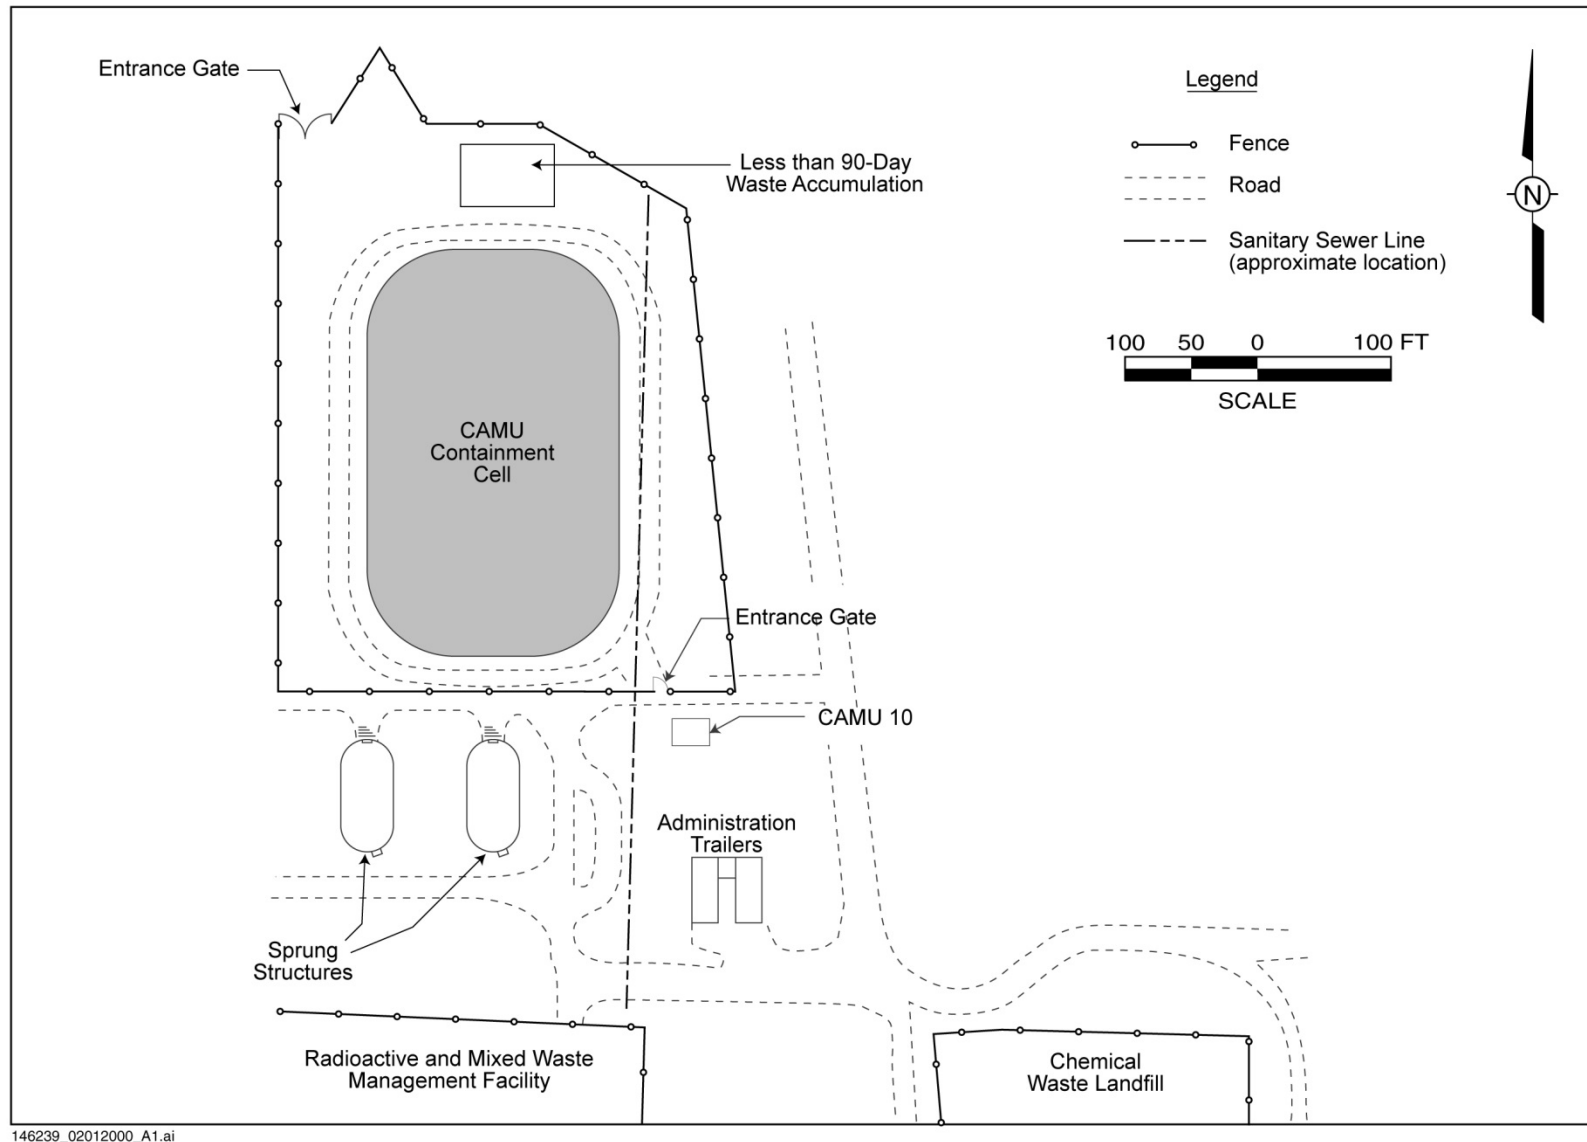 Entrance Gate
Less than 90-Day
Waste Accumulation
CAMU
Containment
Cell
Entrance Gate
CAMU 10
Administration
Trailers
Sprung
Structures
Radioactive and Mixed Waste
Management Facility
Chemical
Waste Landfill
Legend
Fence
Road
Sanitary Sewer Line
(approximate location)
N
100 50 0 100 FT
SCALE
146239_02012000_A1.ai